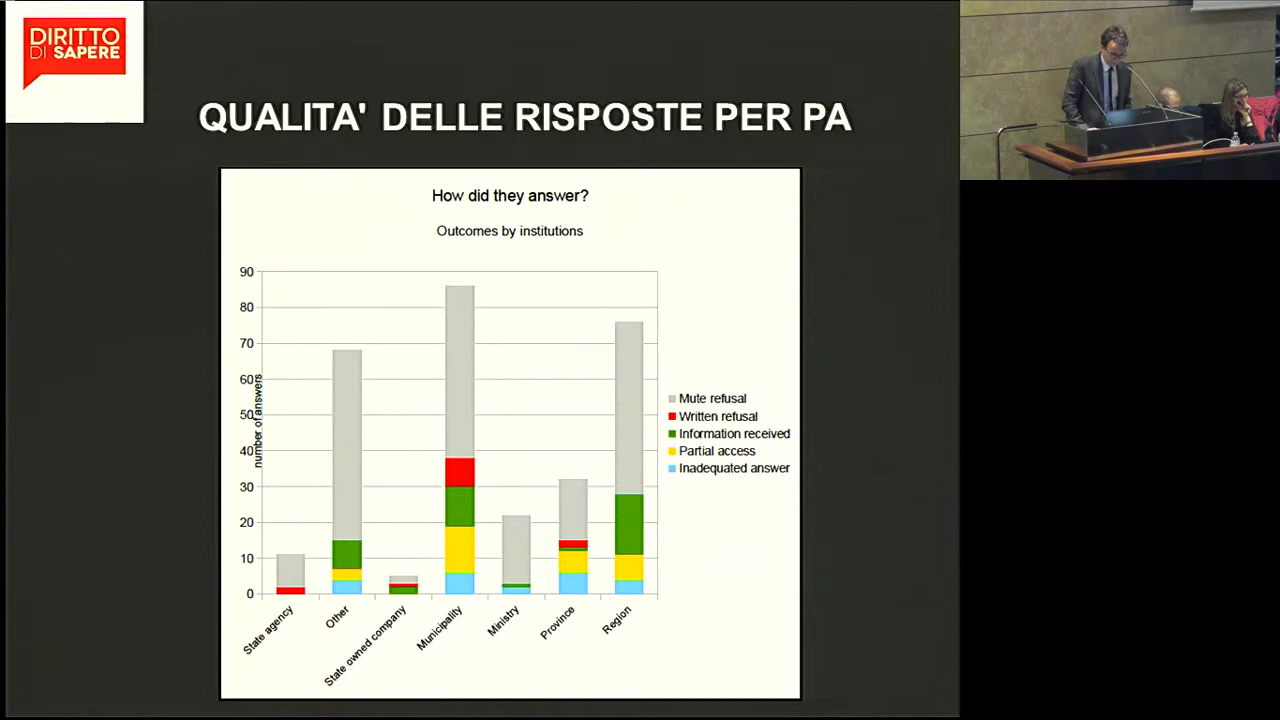 DIRITTO
DI SAPERE
QUALITA' DELLE RISPOSTE PER PA
How did they answer?
Outcomes by institutions
90
80
70
60
50
40
30
20
10
0
number of answers
State agency
Other
State owned company
Municipality
Ministry
Province
Region
Mute refusal
Written refusal
Information received
Partial access
Inadequated answer